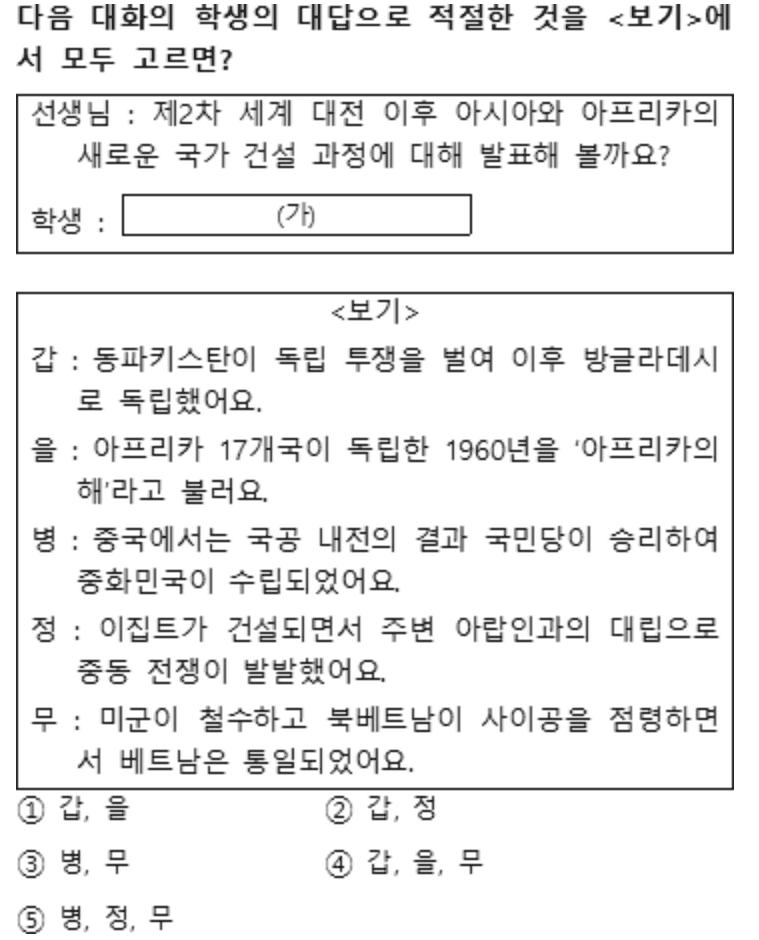 다음 대화의 학생의 대답으로 적절한 것을 <보기>에
서 모두 고르면?
선생님 : 제2차 세계 대전 이후 아시아와 아프리카의
새로운 국가 건설 과정에 대해 발표해 볼까요?
학생 : (가)
<보기>
갑 : 동파키스탄이 독립 투쟁을 벌여 이후 방글라데시
로 독립했어요.
을 : 아프리카 17개국이 독립한 1960년을 '아프리카의
해'라고 불러요.
병 : 중국에서는 국공 내전의 결과 국민당이 승리하여
중화민국이 수립되었어요.
정 : 이집트가 건설되면서 주변 아랍인과의 대립으로
중동 전쟁이 발발했어요.
무 : 미군이 철수하고 북베트남이 사이공을 점령하면
서 베트남은 통일되었어요.
① 갑, 을 ② 갑, 정
③ 병, 무 ④ 갑, 을, 무
⑤ 병, 정, 무